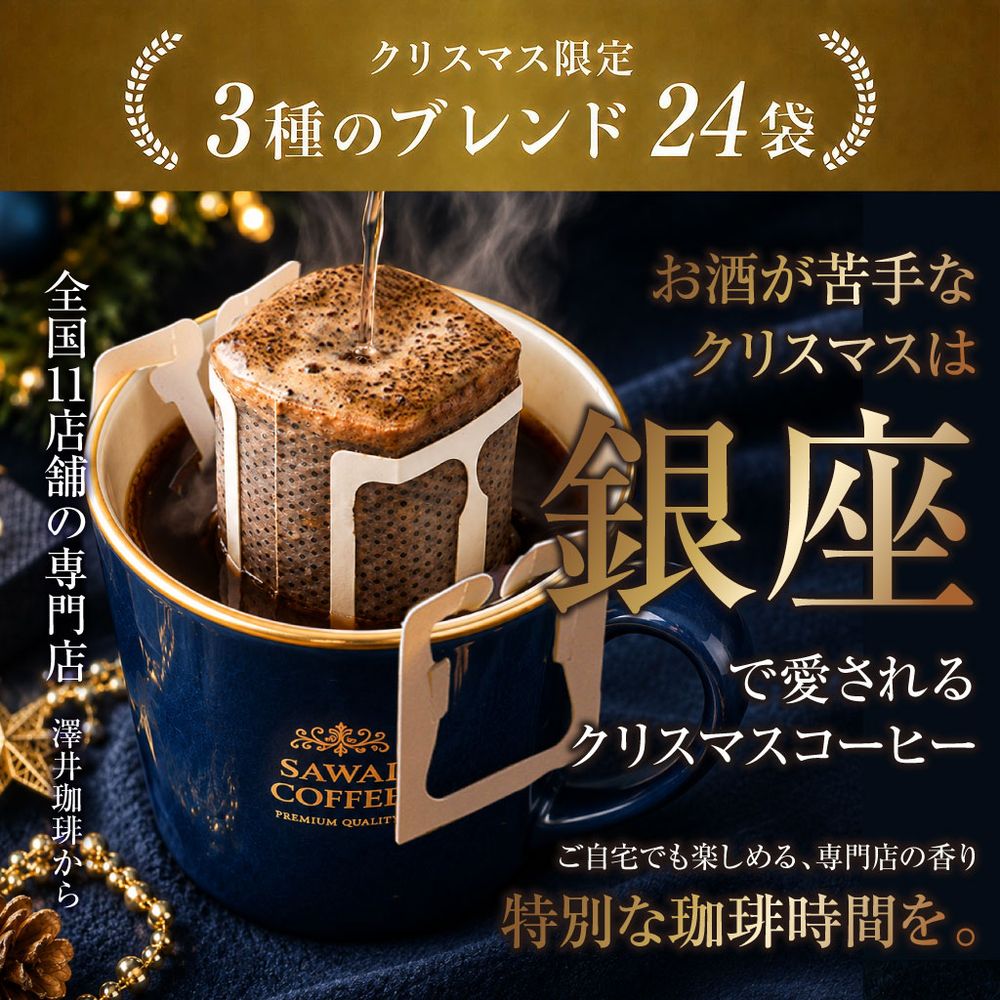 クリスマス限定
3種のブレンド 24袋
お酒が苦手な
クリスマスは
銀座
で愛される
クリスマスコーヒー
ご自宅でも楽しめる、専門店の香り
特別な珈琲時間を。
全国11店舗の専門店 澤井珈琲から
SAWAI
COFFEE
PREMIUM QUALITY